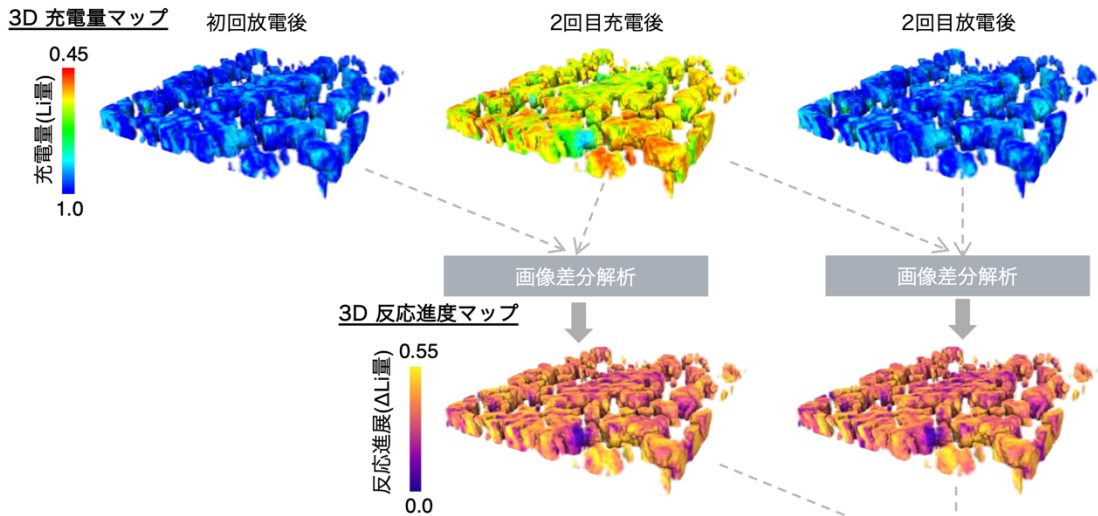 3D 充電量マップ
初回放電後
2回目充電後
2回目放電後
0.45
充電量(Li量)
1.0
画像差分解析
画像差分解析
3D 反応進度マップ
0.55
反応進展(ΔLi量)
0.0